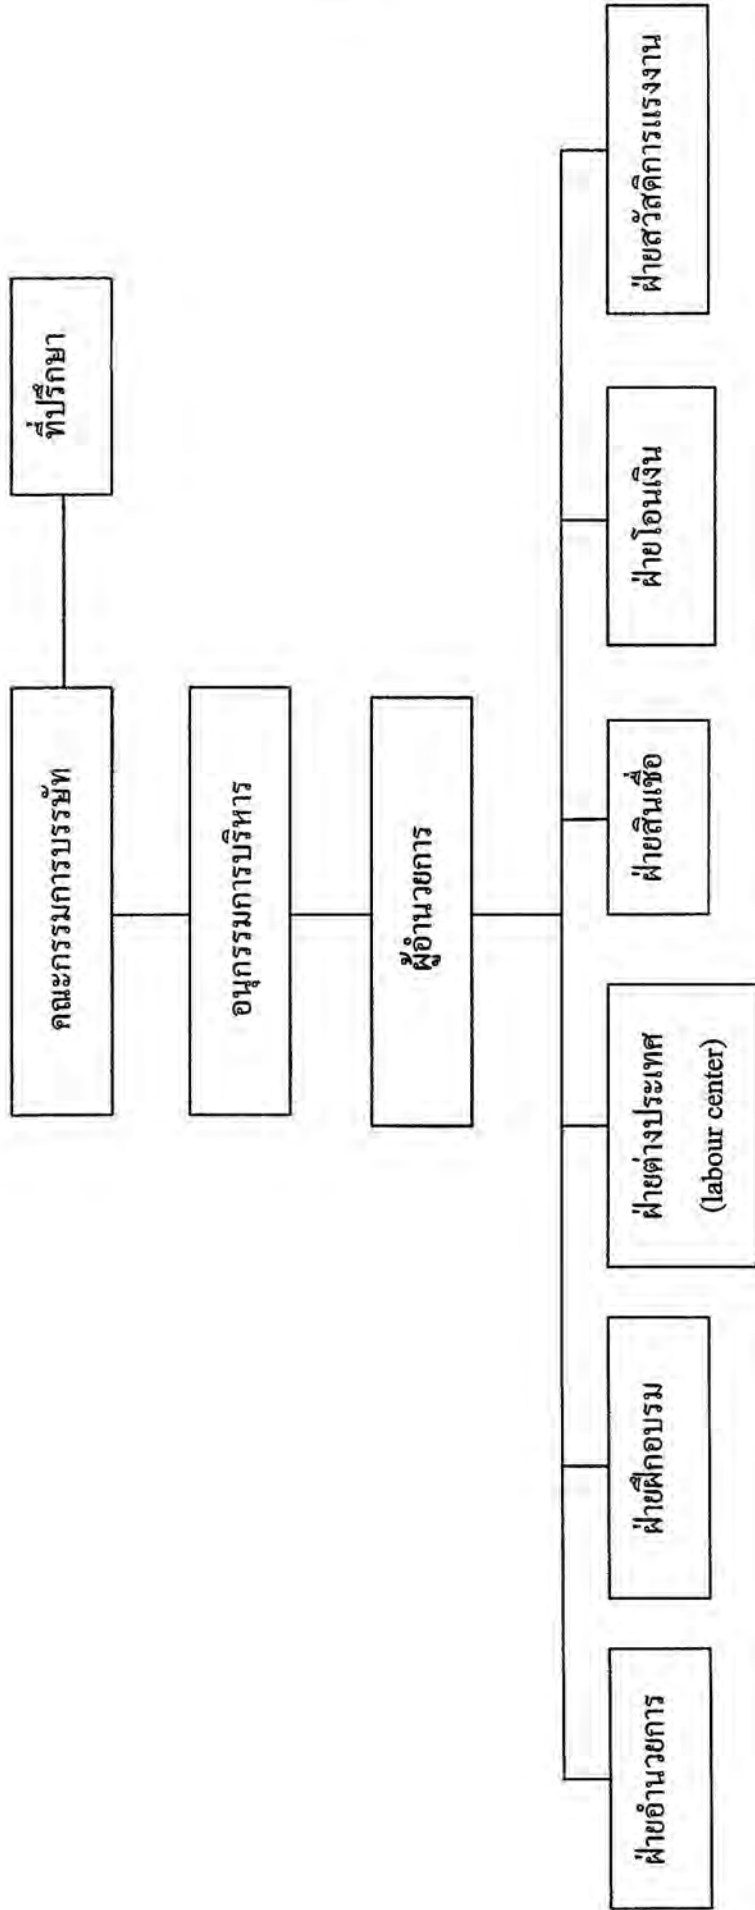 คณะกรรมการบรรษัท
ที่ปรึกษา
อนุกรรมการบริหาร
ผู้อำนวยการ
ฝ่ายอำนวยการ
ฝ่ายฝึกอบรม
ฝ่ายต่างประเทศ
(labour center)
ฝ่ายสินเชื่อ
ฝ่ายโอนเงิน
ฝ่ายสวัสดิการแรงงาน